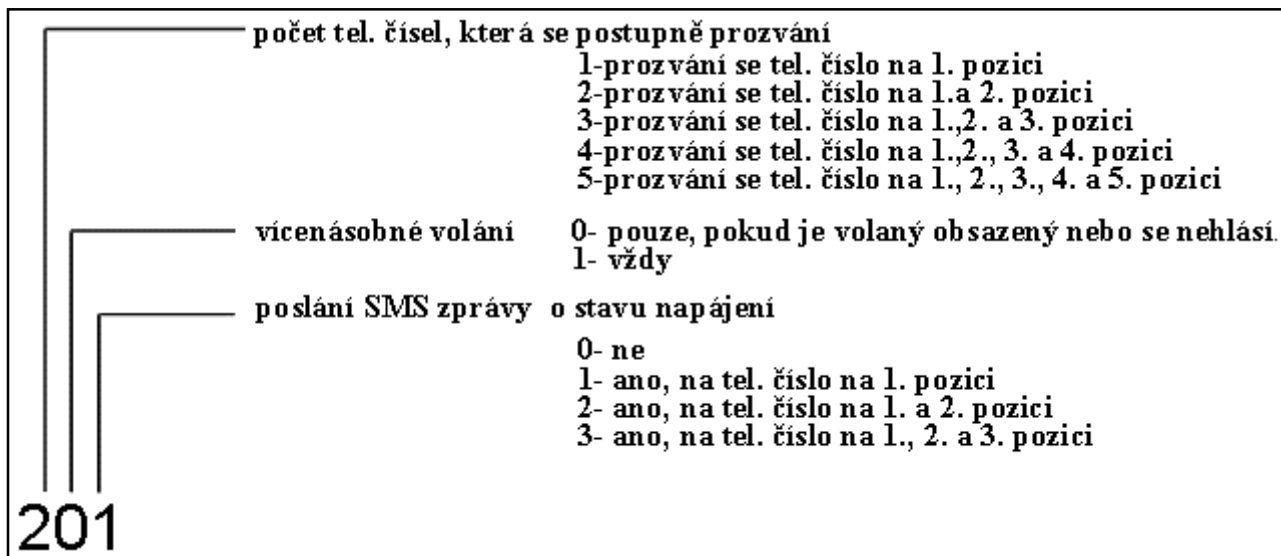 počet tel. čísel, která se postupně prozvání
1-prozvání se tel. číslo na 1. pozici
2-prozvání se tel. číslo na 1.a 2. pozici
3-prozvání se tel. číslo na 1.,2. a 3. pozici
4-prozvání se tel. číslo na 1.,2., 3. a 4. pozici
5-prozvání se tel. číslo na 1., 2., 3., 4. a 5. pozici
vícenásobné volání 0- pouze, pokud je volaný obsazený nebo se nehlásí.
1- vždy
poslání SMS zprávy o stavu napájení
0- ne
1- ano, na tel. číslo na 1. pozici
2- ano, na tel. číslo na 1. a 2. pozici
3- ano, na tel. číslo na 1., 2. a 3. pozici
201